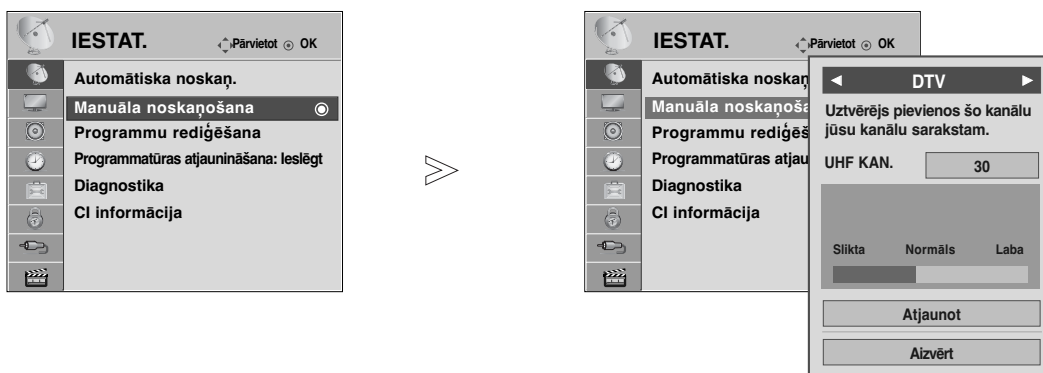 IESTAT.
Pārvietot OK
Automātiska noskaņ.
Manuāla noskaņošana
Programmu rediģēšana
Programmatūras atjaunināšana: Ieslēgt
Diagnostika
CI informācija
IESTAT.
Pārvietot OK
Automātiska noskaņ
Manuāla noskaņoša
Programmu rediģēš
Programmatūras atjau
Diagnostika
CI informācija
◄ DTV ►
Uztvērējs pievienos šo kanālu
jūsu kanālu sarakstam.
UHF KAN. 30
Slikta Normāls Laba
Atjaunot
Aizvērt